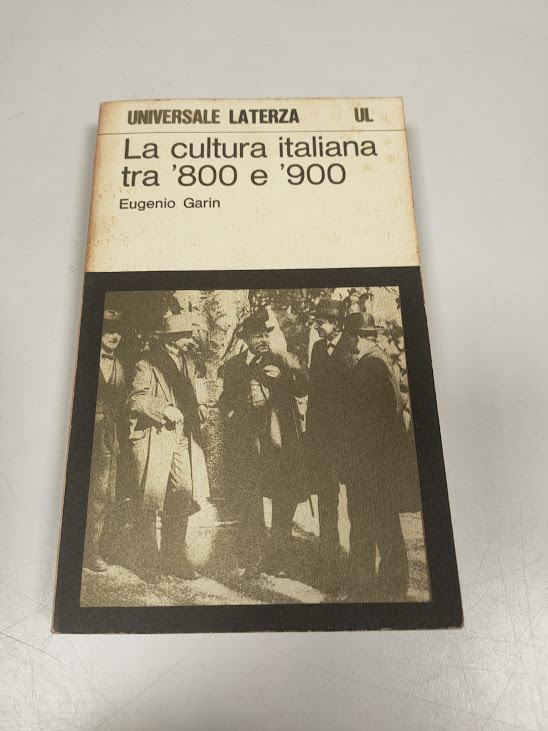 UNIVERSALE LATERZA UL
La cultura italiana
tra '800 e '900
Eugenio Garin